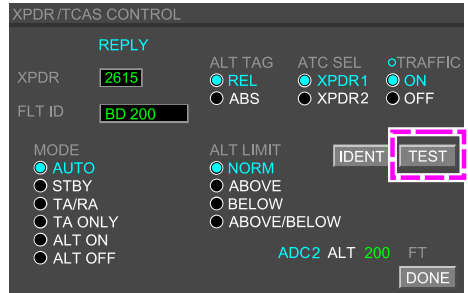 XPDR/TCAS CONTROL
REPLY
XPDR 2615
FLT ID BD 200
ALT TAG
REL
ABS
ATC SEL
XPDR1
XPDR2
TRAFFIC
ON
OFF
MODE
AUTO
STBY
TA/RA
TA ONLY
ALT ON
ALT OFF
ALT LIMIT
NORM
ABOVE
BELOW
ABOVE/BELOW
IDENT TEST
ADC2 ALT 200 FT
DONE